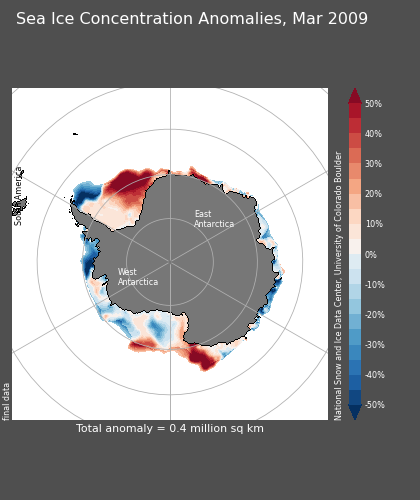 Sea Ice Concentration Anomalies, Mar 2009
South America
East
Antarctica
West
Antarctica
final data
National Snow and Ice Data Center, University of Colorado Boulder
50%
40%
30%
20%
10%
0%
-10%
-20%
-30%
-40%
-50%
Total anomaly = 0.4 million sq km